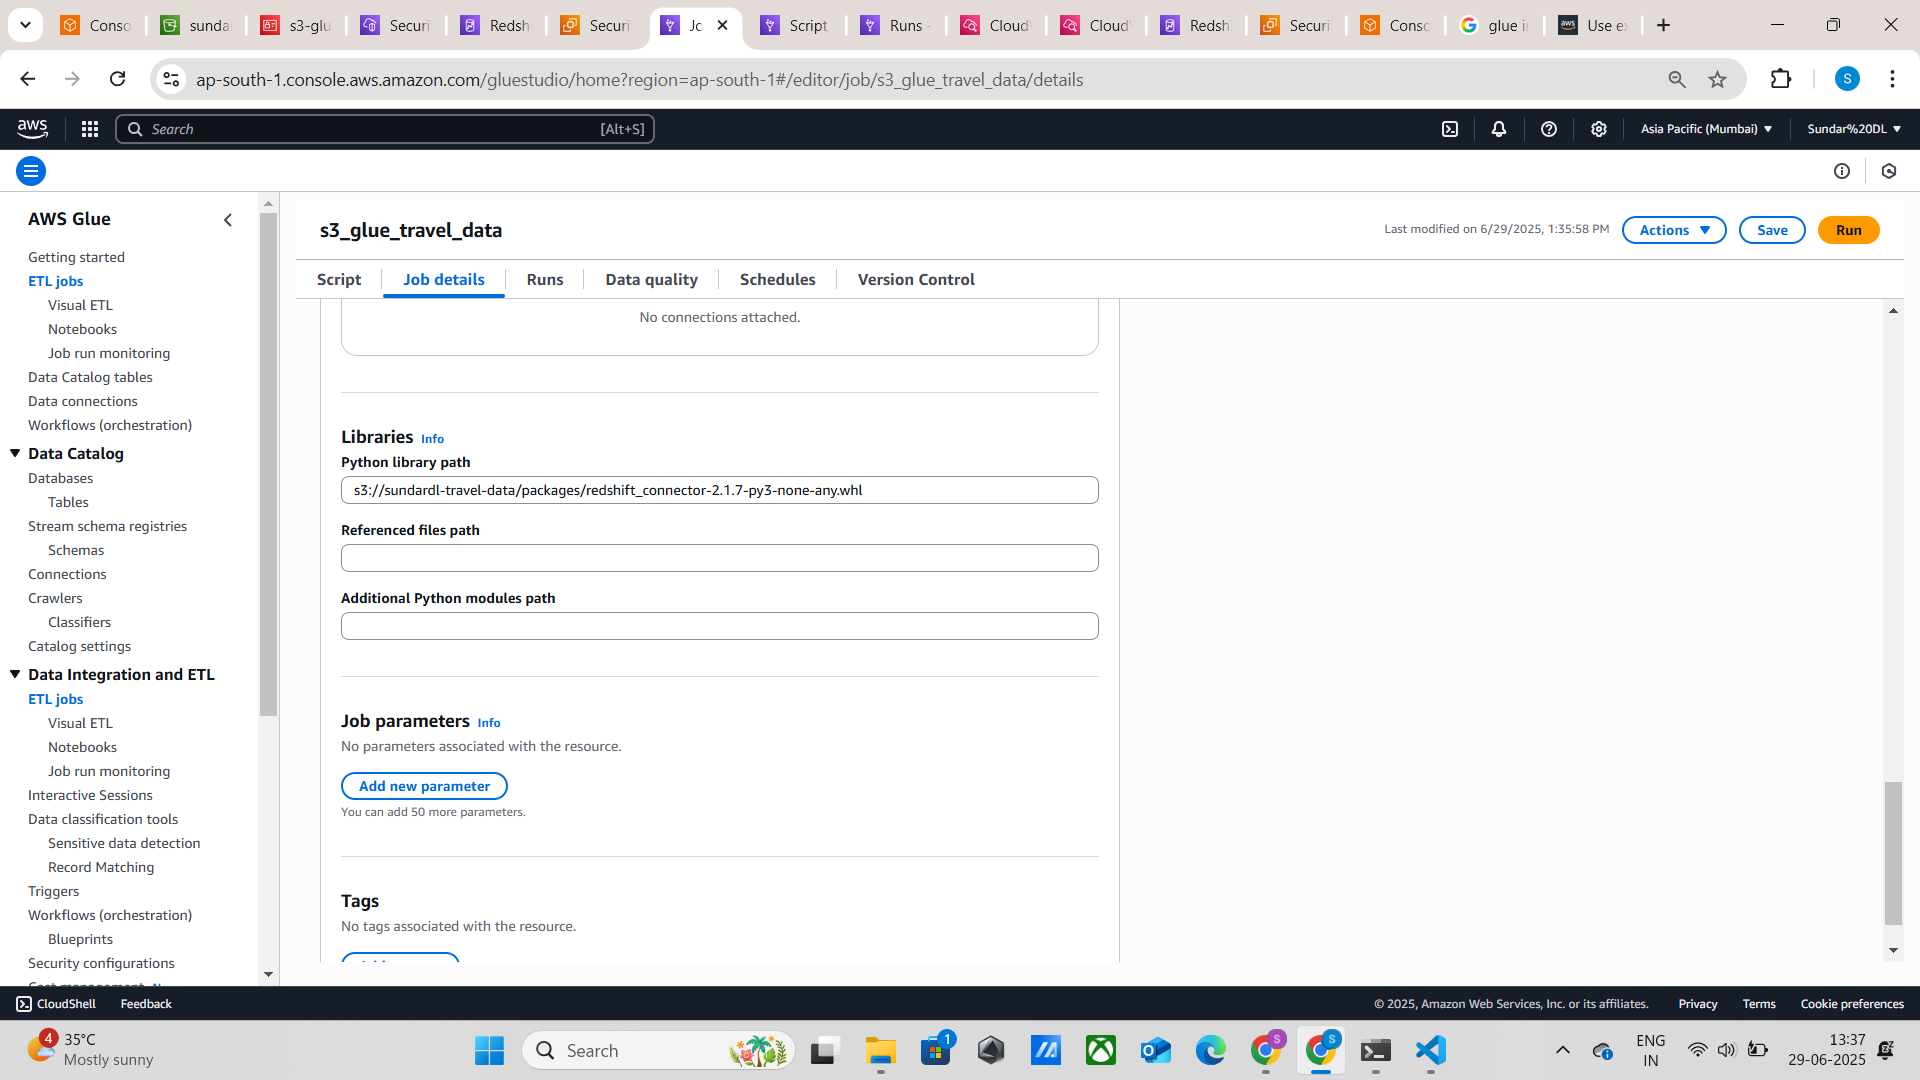 Conso
sunda
s3-glu
Securi
Redsh
Securi
Jo
Script
Runs -
Cloud
Cloud
Redsh
Securi
Conso
glue i
Use e
ap-south-1.console.aws.amazon.com/gluestudio/home?region=ap-south-1#/editor/job/s3_glue_travel_data/details
S
aws
Search
[Alt+S]
Asia Pacific (Mumbai)
Sundar%20DL
AWS Glue
Getting started
ETL jobs
Visual ETL
Notebooks
Job run monitoring
Data Catalog tables
Data connections
Workflows (orchestration)
Data Catalog
Databases
Tables
Stream schema registries
Schemas
Connections
Crawlers
Classifiers
Catalog settings
Data Integration and ETL
ETL jobs
Visual ETL
Notebooks
Job run monitoring
Interactive Sessions
Data classification tools
Sensitive data detection
Record Matching
Triggers
Workflows (orchestration)
Blueprints
Security configurations
s3_glue_travel_data
Last modified on 6/29/2025, 1:35:58 PM
Actions
Save
Run
Script
Job details
Runs
Data quality
Schedules
Version Control
No connections attached.
Libraries Info
Python library path
s3://sundardl-travel-data/packages/redshift_connector-2.1.7-py3-none-any.whl
Referenced files path
Additional Python modules path
Job parameters Info
No parameters associated with the resource.
Add new parameter
You can add 50 more parameters.
Tags
No tags associated with the resource.
CloudShell
Feedback
© 2025, Amazon Web Services, Inc. or its affiliates.
Privacy
Terms
Cookie preferences
4
35°C
Mostly sunny
Search
1
S
S
ENG
IN
13:37
29-06-2025